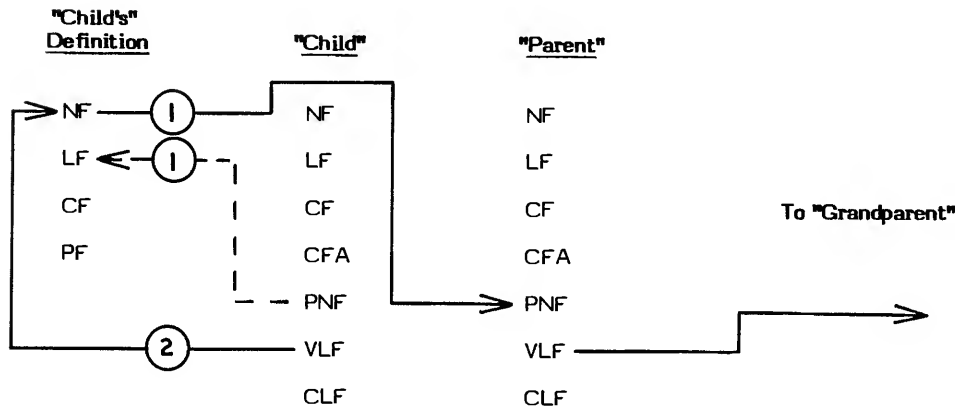 "Child's"
Definition
"Child"
"Parent"
NF
1
NF
NF
LF
1
LF
LF
CF
CF
CF
To "Grandparent"
PF
CFA
CFA
PNF
PNF
2
VLF
VLF
CLF
CLF